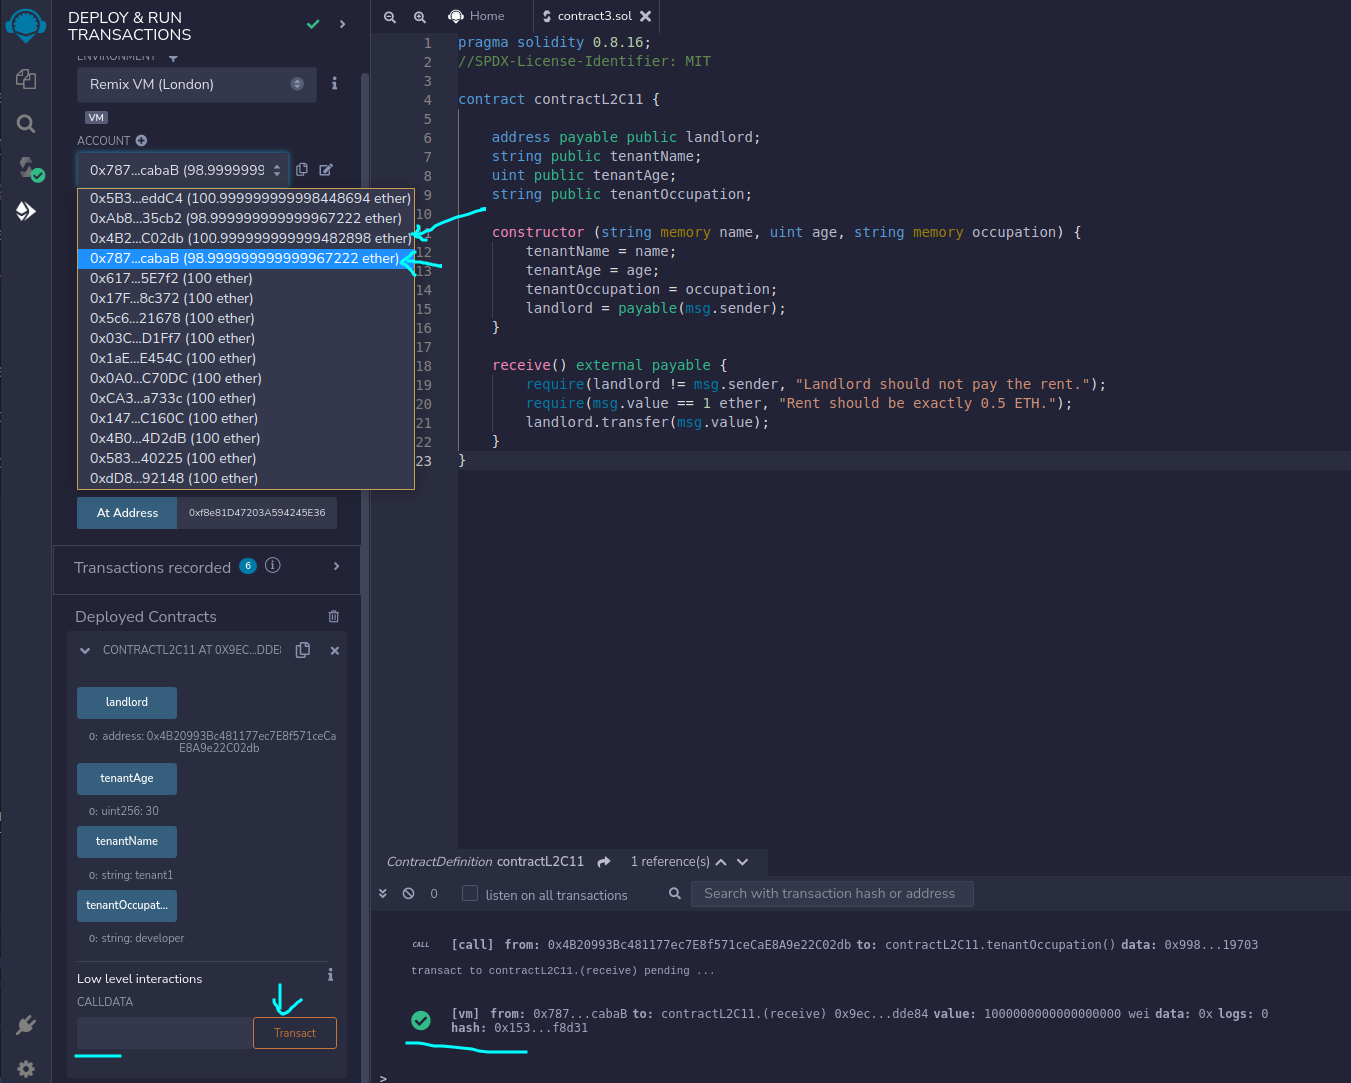 DEPLOY & RUN
TRANSACTIONS
ENVIRONMENT
Remix VM (London)
VM
ACCOUNT
0x787...cabaB (98.9999999
0x5B3...eddC4 (100.999999999998448694 ether)
0xAb8...35cb2 (98.999999999999967222 ether)
0x4B2...C02db (100.999999999999482898 ether)
0x787...cabaB (98.999999999999967222 ether)
0x617...5E7f2 (100 ether)
0x17F...8c372 (100 ether)
0x5c6...21678 (100 ether)
0x03C...D1Ff7 (100 ether)
0x1aE...E454C (100 ether)
0x0A0...C70DC (100 ether)
0xCA3...a733c (100 ether)
0x147...C160C (100 ether)
0x4B0...4D2dB (100 ether)
0x583...40225 (100 ether)
0xdD8...92148 (100 ether)
At Address
0xf8e81D47203A594245E36
Transactions recorded 6
Deployed Contracts
CONTRACTL2C11 AT 0X9EC...DDE8
landlord
0: address: 0x4B20993Bc481177ec7E8f571ceCa
E8A9e22C02db
tenantAge
0: uint256: 30
tenantName
0: string: tenant1
tenantOccupat...
0: string: developer
Low level interactions
CALLDATA
Transact
Home
contract3.sol
1 pragma solidity 0.8.16;
2 //SPDX-License-Identifier: MIT
3
4 contract contractL2C11 {
5
6 address payable public landlord;
7 string public tenantName;
8 uint public tenantAge;
9 string public tenantOccupation;
10
11 constructor (string memory name, uint age, string memory occupation) {
12 tenantName = name;
13 tenantAge = age;
14 tenantOccupation = occupation;
15 landlord = payable(msg.sender);
16 }
17
18 receive() external payable {
19 require(landlord != msg.sender, "Landlord should not pay the rent.");
20 require(msg.value == 1 ether, "Rent should be exactly 0.5 ETH.");
21 landlord.transfer(msg.value);
22 }
23 }
ContractDefinition contractL2C11 1 reference(s)
0 listen on all transactions
Search with transaction hash or address
CALL [call] from: 0x4B20993Bc481177ec7E8f571ceCaE8A9e22C02db to: contractL2C11.tenantOccupation() data: 0x998...19703
transact to contractL2C11.(receive) pending ...
[vm] from: 0x787...cabaB to: contractL2C11.(receive) 0x9ec...dde84 value: 1000000000000000000 wei data: 0x logs: 0
hash: 0x153...f8d31
>